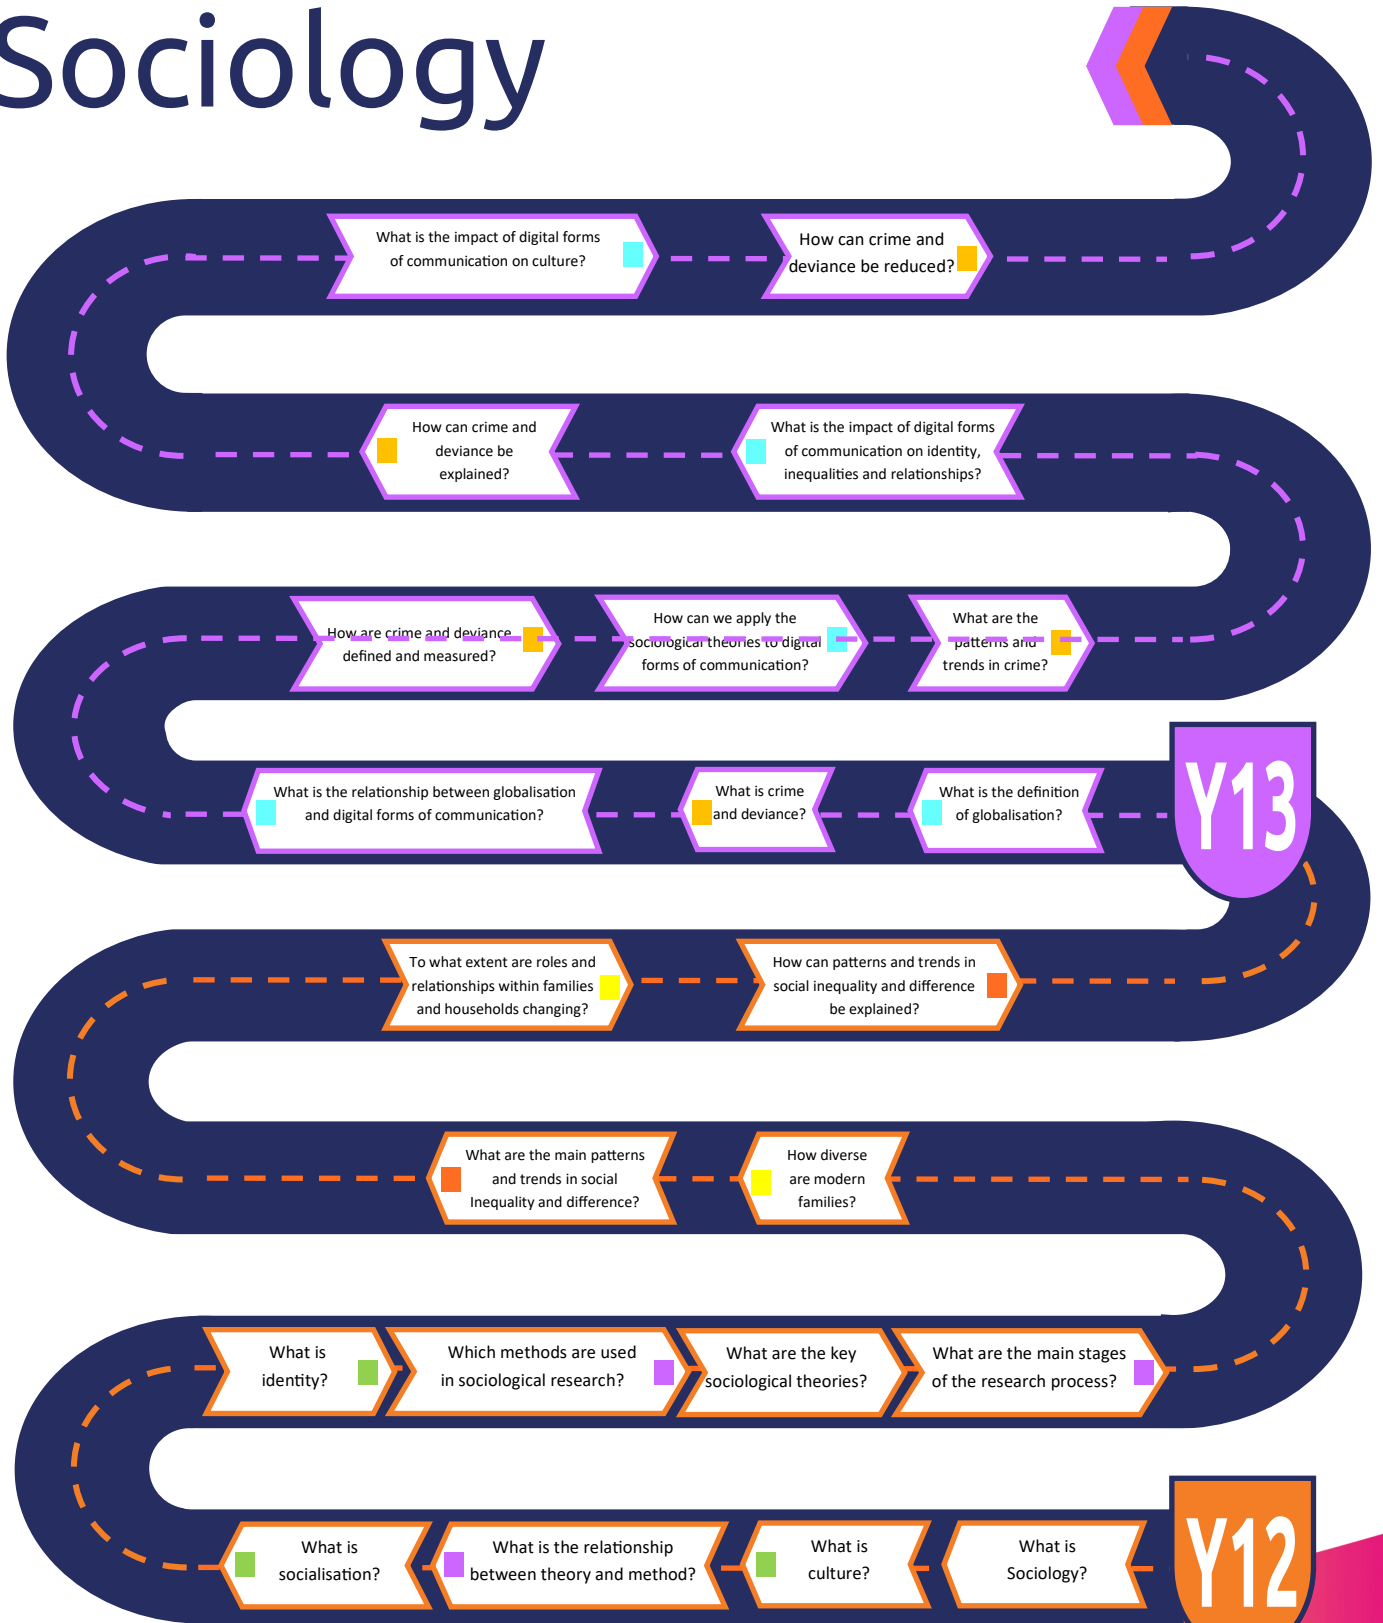 Sociology
What is the impact of digital forms
of communication on culture?
How can crime and
deviance be reduced?
How can crime and
deviance be
explained?
What is the impact of digital forms
of communication on identity,
inequalities and relationships?
How are crime and deviance
defined and measured?
How can we apply the
sociological theories to digital
forms of communication?
What are the
patterns and
trends in crime?
What is the relationship between globalisation
and digital forms of communication?
What is crime
and deviance?
What is the definition
of globalisation?
Y13
To what extent are roles and
relationships within families
and households changing?
How can patterns and trends in
social inequality and difference
be explained?
What are the main patterns
and trends in social
Inequality and difference?
How diverse
are modern
families?
What is
identity?
Which methods are used
in sociological research?
What are the key
sociological theories?
What are the main stages
of the research process?
What is
socialisation?
What is the relationship
between theory and method?
What is
culture?
What is
Sociology?
Y12